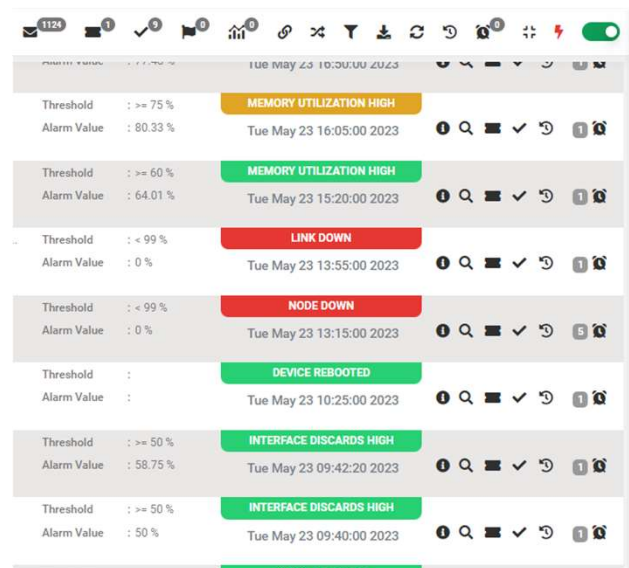 1124 1 9 0 0 0
Alarm Value : 77.46 % Tue May 23 16:50:00 2023 1
Threshold : >= 75 % MEMORY UTILIZATION HIGH
Alarm Value : 80.33 % Tue May 23 16:05:00 2023 1
Threshold : >= 60 % MEMORY UTILIZATION HIGH
Alarm Value : 64.01 % Tue May 23 15:20:00 2023 1
Threshold : < 99 % LINK DOWN
Alarm Value : 0 % Tue May 23 13:55:00 2023 1
Threshold : < 99 % NODE DOWN
Alarm Value : 0 % Tue May 23 13:15:00 2023 5
Threshold : DEVICE REBOOTED
Alarm Value : Tue May 23 10:25:00 2023 1
Threshold : >= 50 % INTERFACE DISCARDS HIGH
Alarm Value : 58.75 % Tue May 23 09:42:20 2023 1
Threshold : >= 50 % INTERFACE DISCARDS HIGH
Alarm Value : 50 % Tue May 23 09:40:00 2023 1